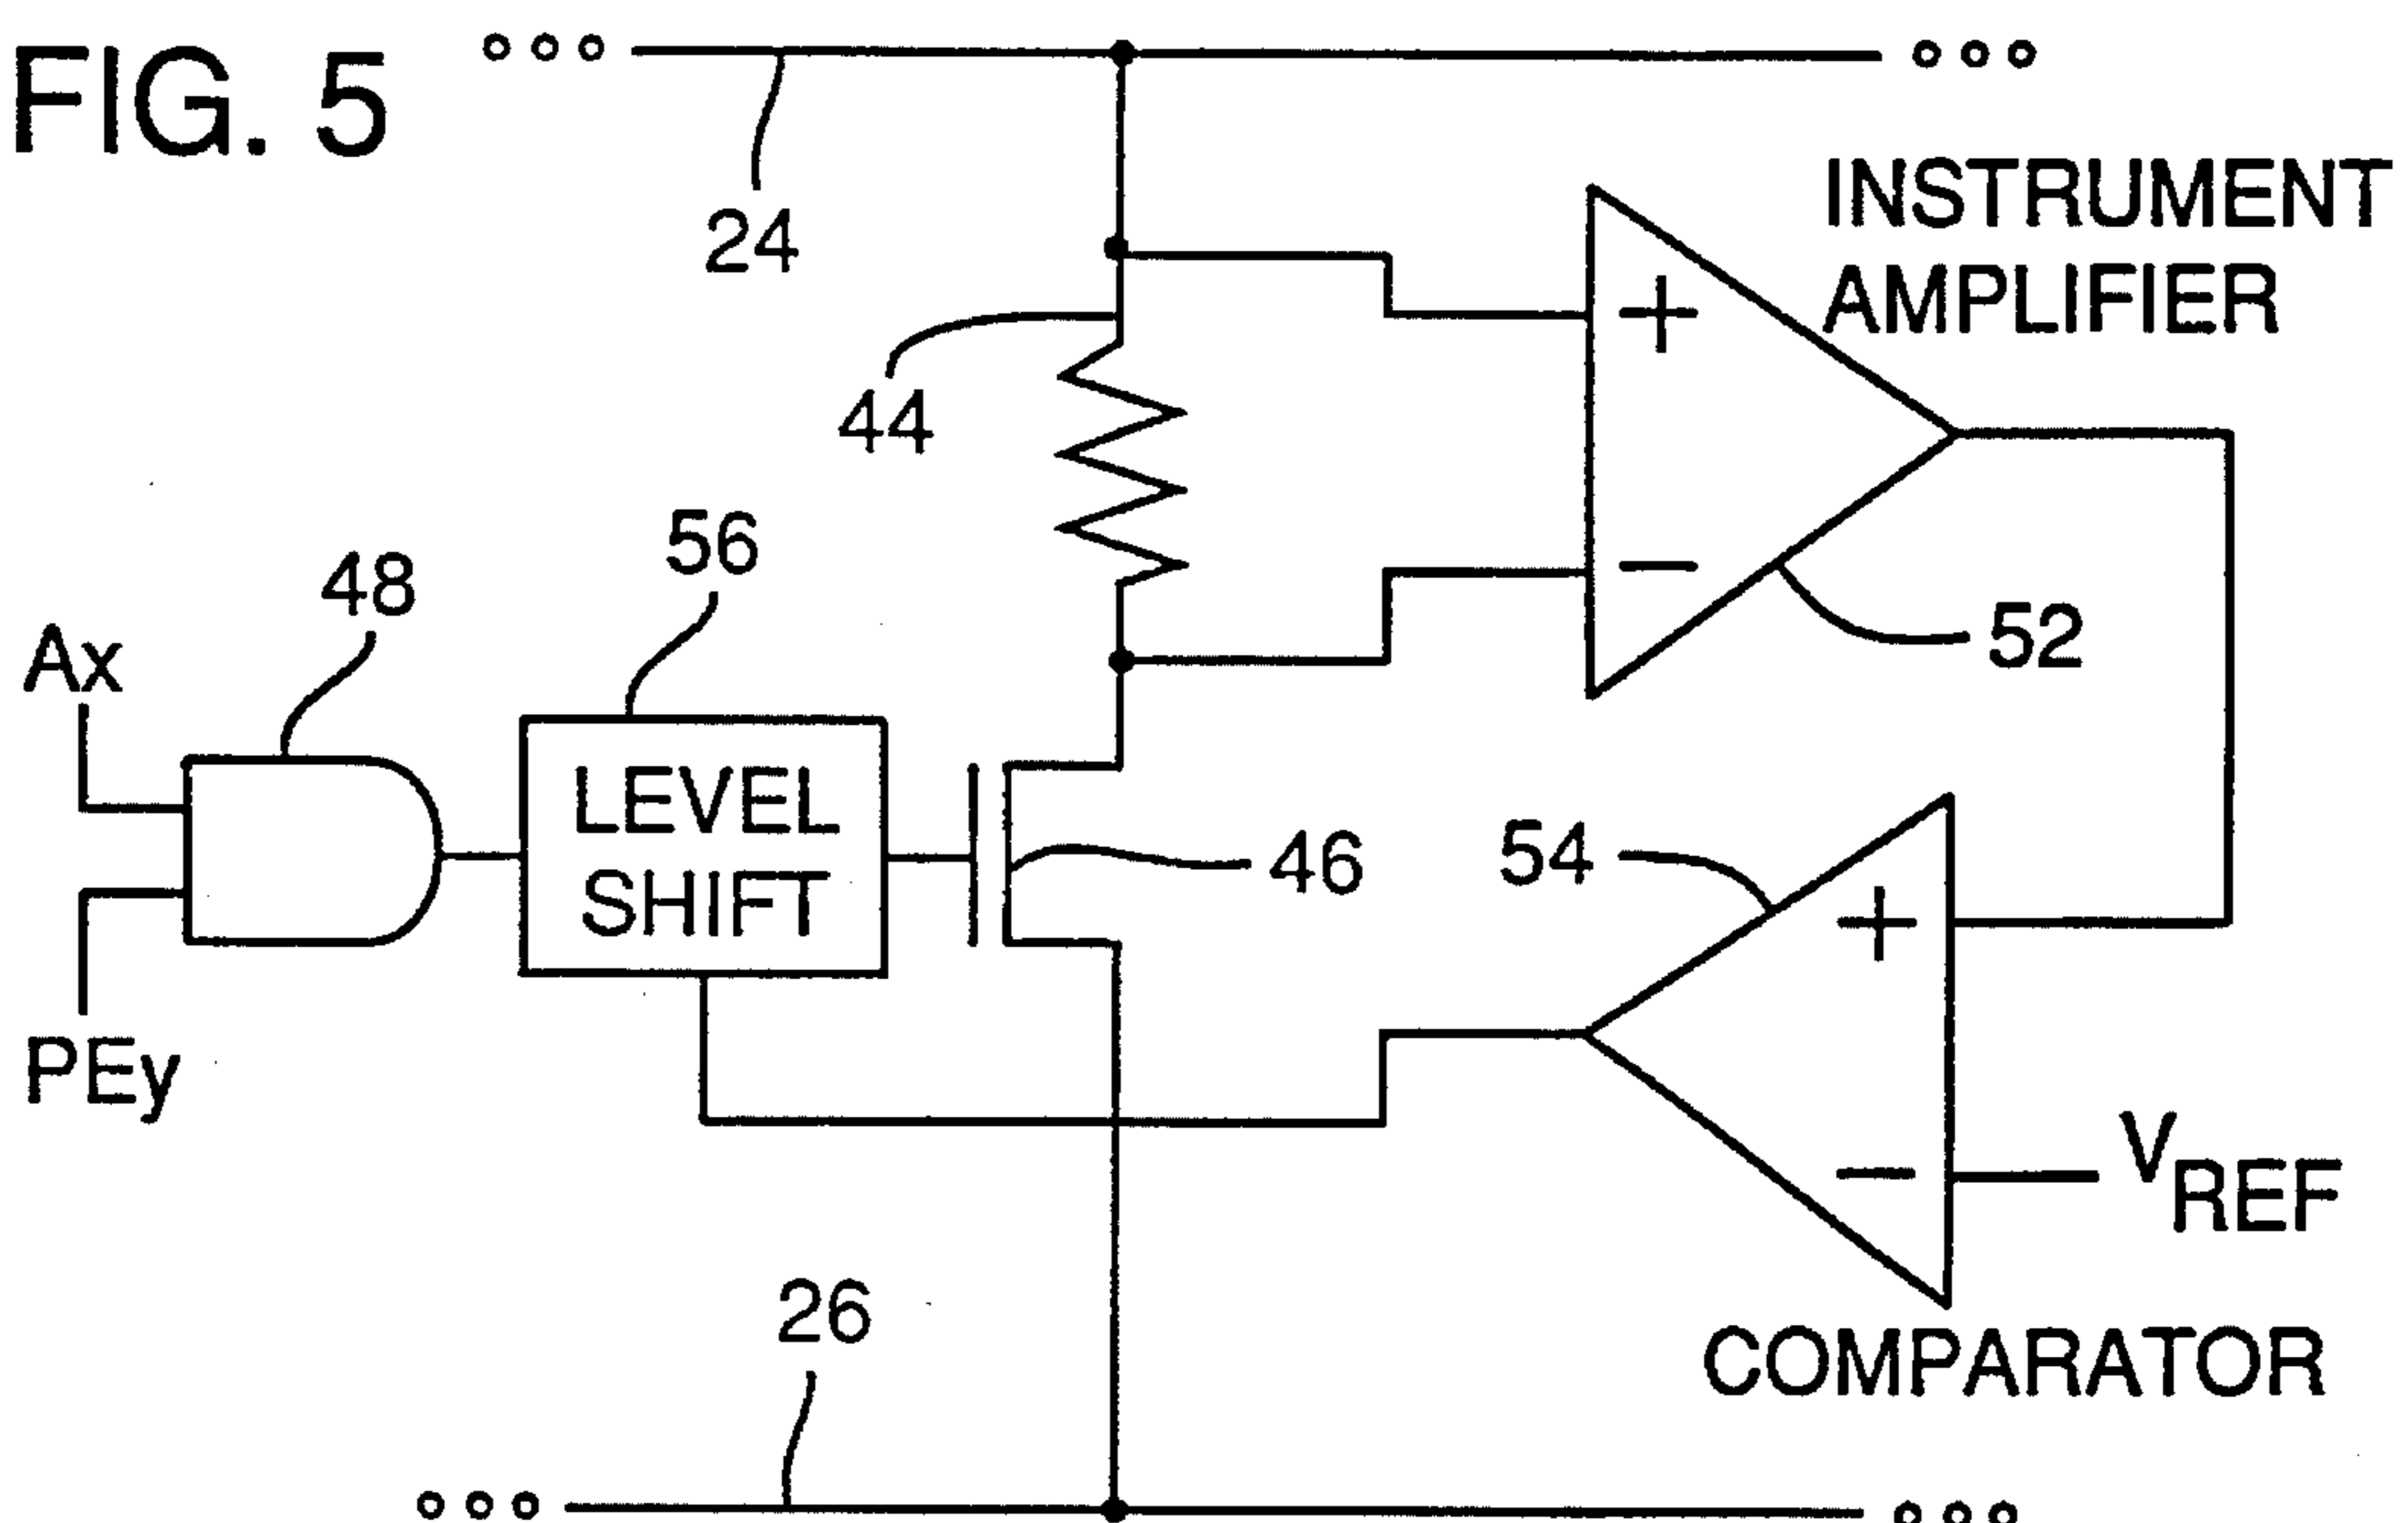 FIG. 5
24
INSTRUMENT
AMPLIFIER
+
44
56
48
−
52
Ax
LEVEL
SHIFT
46
54
+
PEy
−
VREF
26
COMPARATOR